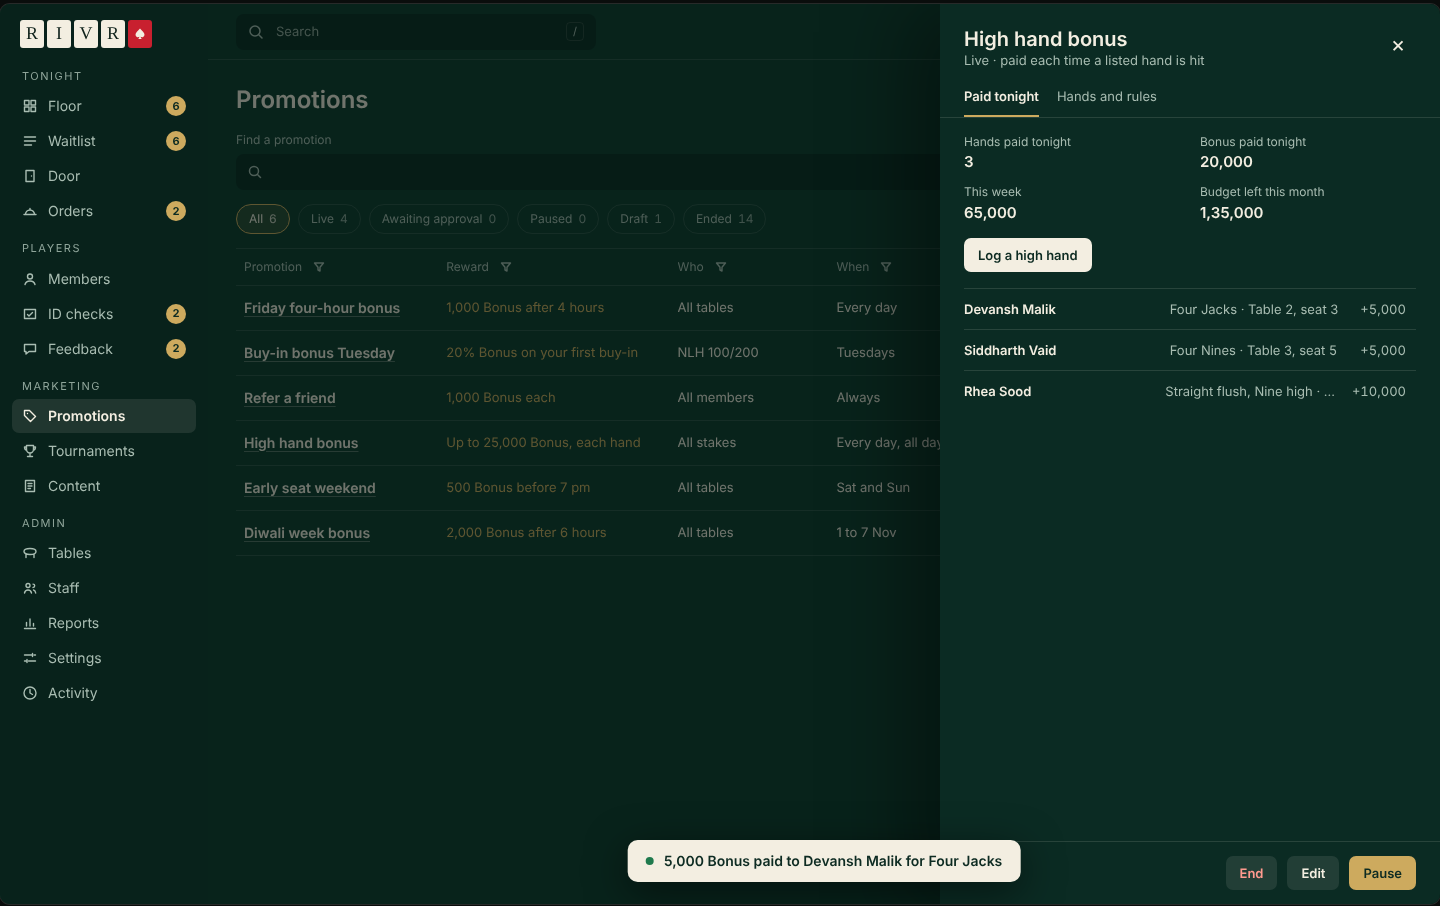 RIVR
TONIGHT
Floor 6
Waitlist 6
Door
Orders 2
PLAYERS
Members
ID checks 2
Feedback 2
MARKETING
Promotions
Tournaments
Content
ADMIN
Tables
Staff
Reports
Settings
Activity
Search /
Promotions
Find a promotion
All 6 Live 4 Awaiting approval 0 Paused 0 Draft 1 Ended 14
Promotion Reward Who When
Friday four-hour bonus 1,000 Bonus after 4 hours All tables Every day
Buy-in bonus Tuesday 20% Bonus on your first buy-in NLH 100/200 Tuesdays
Refer a friend 1,000 Bonus each All members Always
High hand bonus Up to 25,000 Bonus, each hand All stakes Every day, all day
Early seat weekend 500 Bonus before 7 pm All tables Sat and Sun
Diwali week bonus 2,000 Bonus after 6 hours All tables 1 to 7 Nov
High hand bonus
Live · paid each time a listed hand is hit
Paid tonight Hands and rules
Hands paid tonight Bonus paid tonight
3 20,000
This week Budget left this month
65,000 1,35,000
Log a high hand
Devansh Malik Four Jacks · Table 2, seat 3 +5,000
Siddharth Vaid Four Nines · Table 3, seat 5 +5,000
Rhea Sood Straight flush, Nine high · ... +10,000
5,000 Bonus paid to Devansh Malik for Four Jacks
End Edit Pause